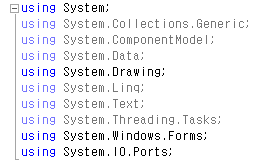 using System;
using System.Collections.Generic;
using System.ComponentModel;
using System.Data;
using System.Drawing;
using System.Linq;
using System.Text;
using System.Threading.Tasks;
using System.Windows.Forms;
using System.IO.Ports;